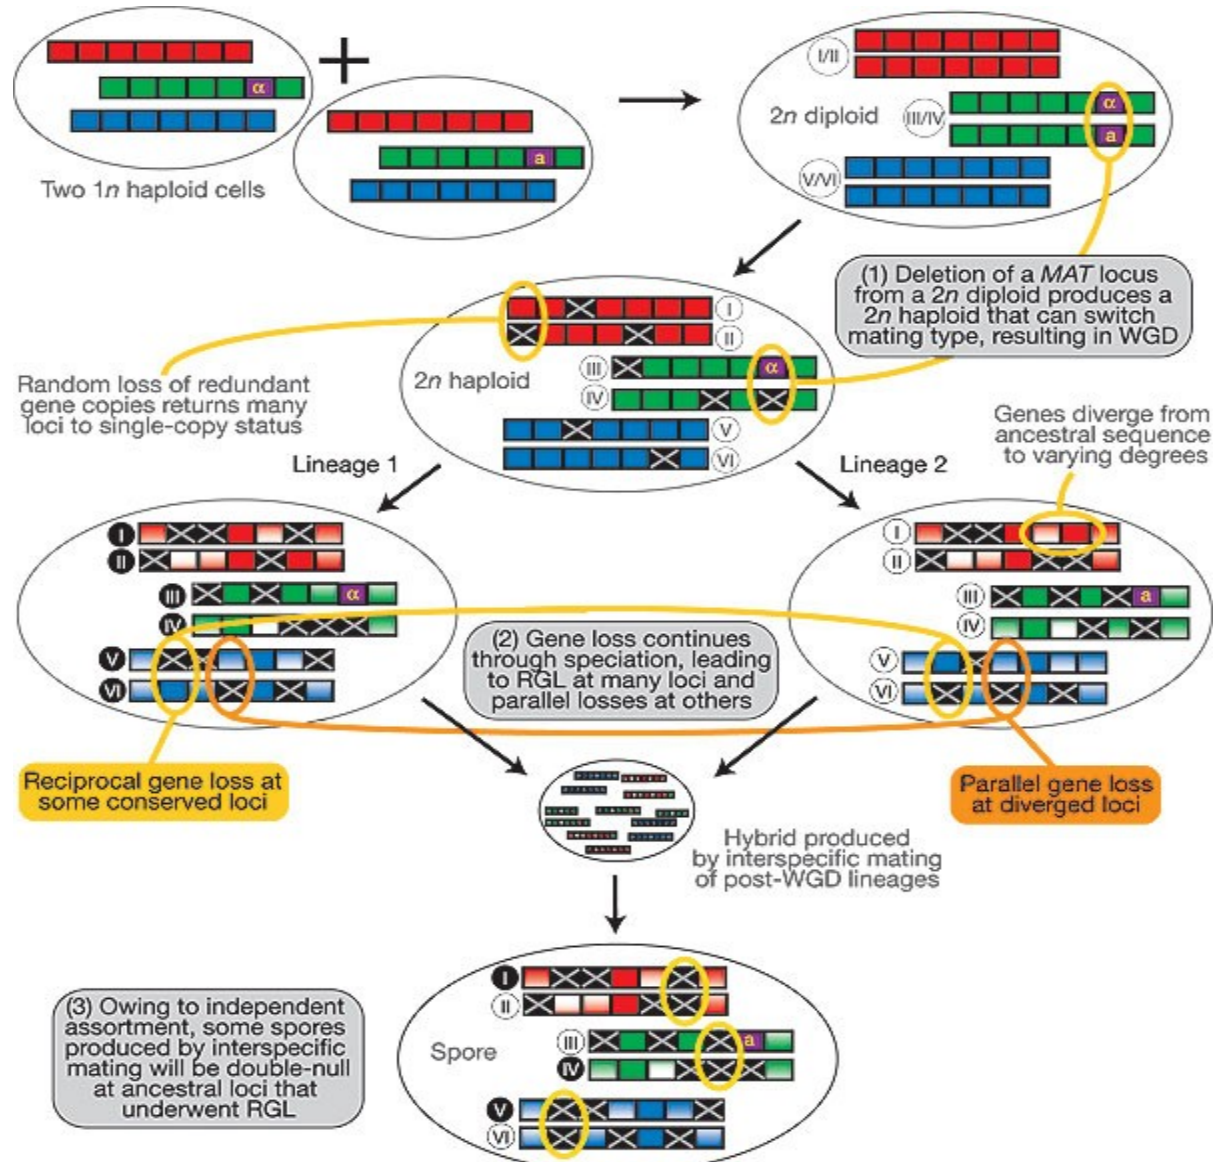 α
+
a
Two 1n haploid cells
I/II
2n diploid
III/IV
α
a
V/VI
(1) Deletion of a MAT locus
from a 2n diploid produces a
2n haploid that can switch
mating type, resulting in WGD
I
II
2n haploid
III
α
IV
V
VI
Random loss of redundant
gene copies returns many
loci to single-copy status
Genes diverge from
ancestral sequence
to varying degrees
Lineage 1
Lineage 2
I
II
III
α
IV
V
VI
I
II
III
a
IV
V
VI
(2) Gene loss continues
through speciation, leading
to RGL at many loci and
parallel losses at others
Reciprocal gene loss at
some conserved loci
Parallel gene loss
at diverged loci
Hybrid produced
by interspecific mating
of post-WGD lineages
(3) Owing to independent
assortment, some spores
produced by interspecific
mating will be double-null
at ancestral loci that
underwent RGL
I
II
Spore
III
a
IV
V
VI